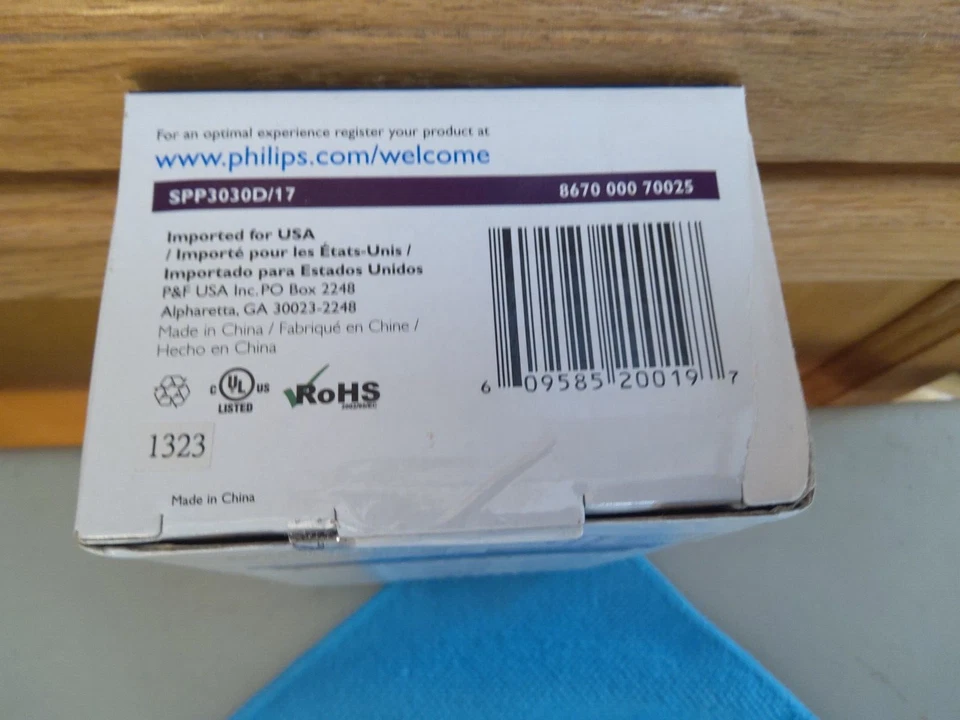 For an optimal experience register your product at
www.philips.com/welcome
SPP3030D/17 8670 000 70025
Imported for USA
/ Importé pour les États-Unis /
Importado para Estados Unidos
P&F USA Inc. PO Box 2248
Alpharetta, GA 30023-2248
Made in China / Fabriqué en Chine /
Hecho en China
6 09585 20019 7
C UL US
LISTED
RoHS
1323
Made in China